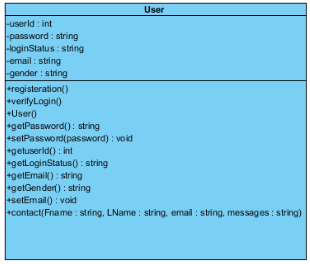 User
-userId : int
-password : string
-loginStatus : string
-email : string
-gender : string
+registeration()
+verifyLogin()
+User()
+getPassword() : string
+setPassword(password) : void
+getuserId() : int
+getLoginStatus() : string
+getEmail() : string
+getGender() : string
+setEmail() : void
+contact(Fname : string, LName : string, email : string, messages : string)